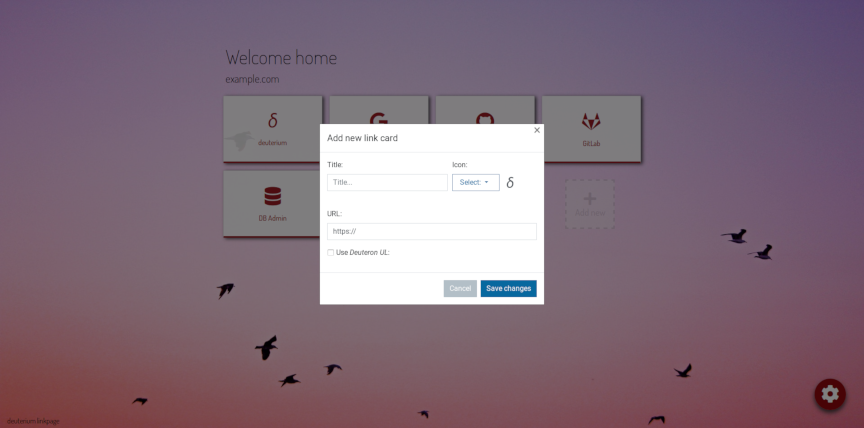 Welcome home
example.com
δ
deuterium
GitLab
DB Admin
Add new
Add new link card
×
Title:
Icon:
Title...
Select:
δ
URL:
https://
Use Deuteron UL:
Cancel
Save changes
deuterium.linkpage